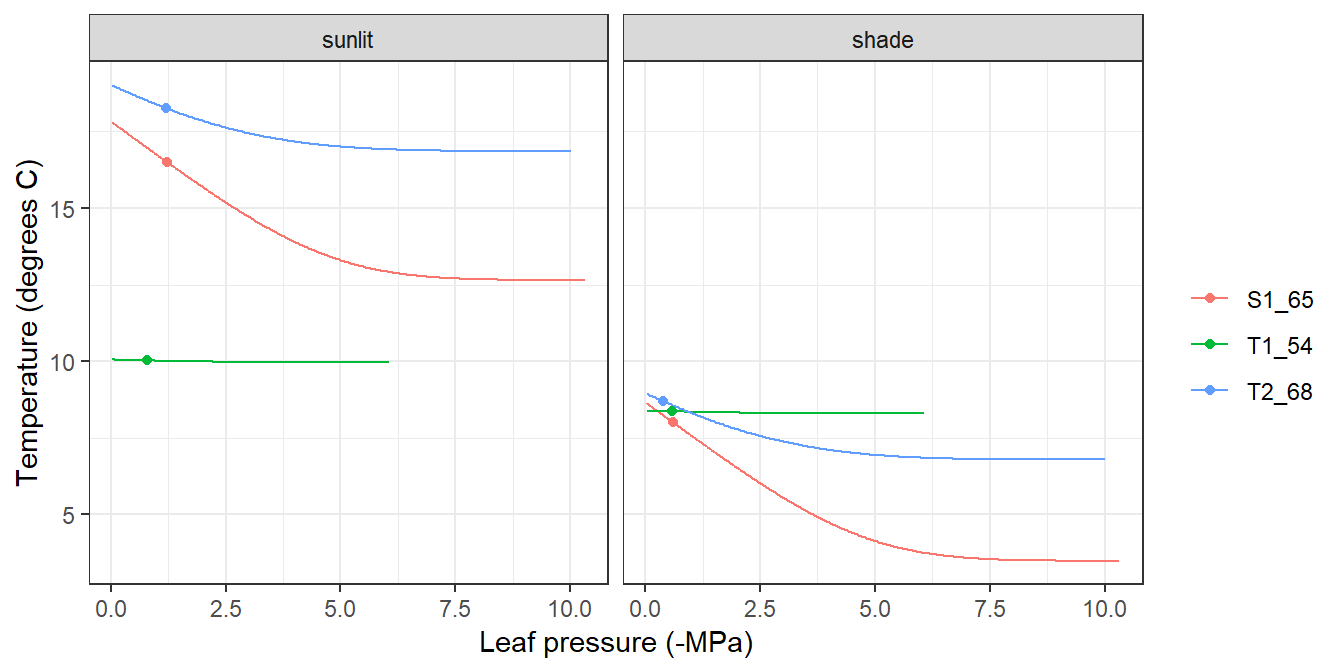 sunlit
shade
Temperature (degrees C)
15
10
5
0.0 2.5 5.0 7.5 10.0
0.0 2.5 5.0 7.5 10.0
Leaf pressure (-MPa)
S1_65
T1_54
T2_68